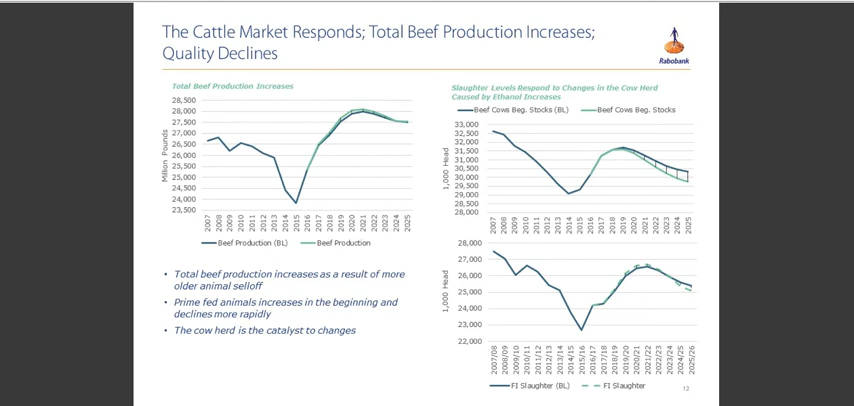 The Cattle Market Responds; Total Beef Production Increases;
Quality Declines
Rabobank
Total Beef Production Increases
28,500
28,000
27,500
27,000
26,500
26,000
25,500
25,000
24,500
24,000
23,500
Million Pounds
2007 2008 2009 2010 2011 2012 2013 2014 2015 2016 2017 2018 2019 2020 2021 2022 2023 2024 2025
Beef Production (BL) Beef Production
Total beef production increases as a result of more
older animal selloff
Prime fed animals increases in the beginning and
declines more rapidly
The cow herd is the catalyst to changes
Slaughter Levels Respond to Changes in the Cow Herd
Caused by Ethanol Increases
Beef Cows Beg. Stocks (BL) Beef Cows Beg. Stocks
33,000
32,500
32,000
31,500
31,000
30,500
30,000
29,500
29,000
28,500
28,000
1,000 Head
2007 2008 2009 2010 2011 2012 2013 2014 2015 2016 2017 2018 2019 2020 2021 2022 2023 2024 2025
28,000
27,000
26,000
25,000
24,000
23,000
22,000
1,000 Head
2007/08 2008/09 2009/10 2010/11 2011/12 2012/13 2013/14 2014/15 2015/16 2016/17 2017/18 2018/19 2019/20 2020/21 2021/22 2022/23 2023/24 2024/25 2025/26
FI Slaughter (BL) FI Slaughter
12